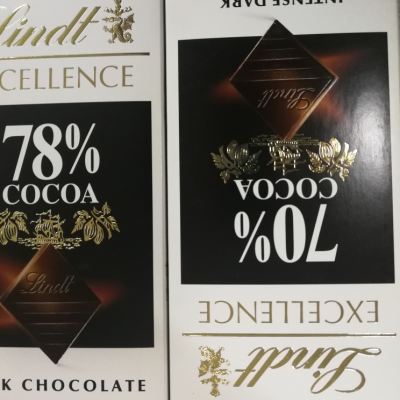 Lindt
EXCELLENCE
78%
COCOA
Lindt
K CHOCOLATE
Lindt
EXCELLENCE
70%
COCOA
Lindt
INTENSE DARK